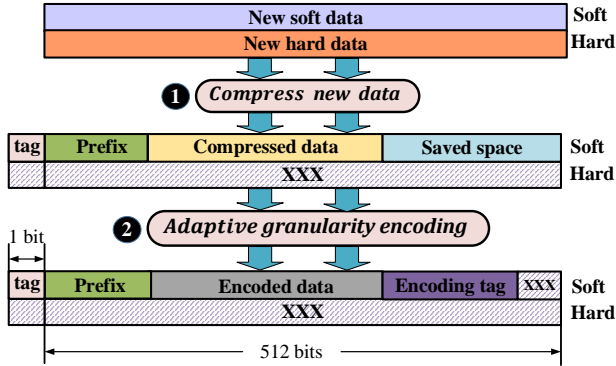 New soft data Soft
New hard data Hard
1 Compress new data
tag Prefix Compressed data Saved space Soft
XXX Hard
2 Adaptive granularity encoding
1 bit
tag Prefix Encoded data Encoding tag XXX Soft
XXX Hard
512 bits